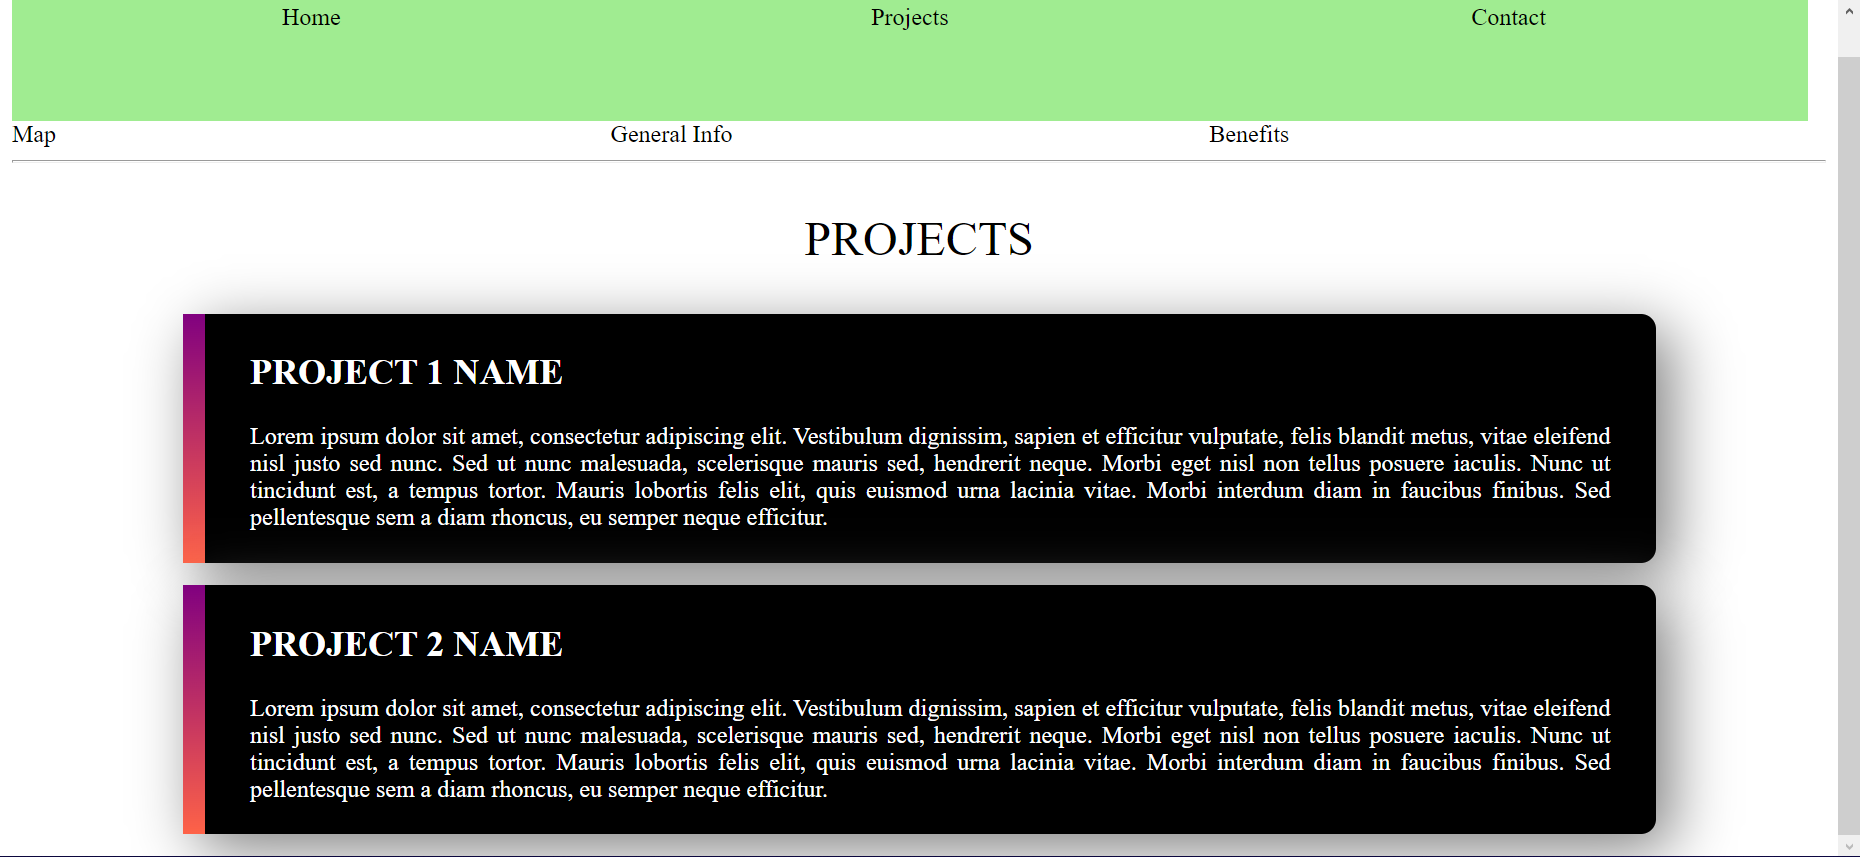 Home Projects Contact
Map General Info Benefits
PROJECTS
PROJECT 1 NAME
Lorem ipsum dolor sit amet, consectetur adipiscing elit. Vestibulum dignissim, sapien et efficitur vulputate, felis blandit metus, vitae eleifend
nisl justo sed nunc. Sed ut nunc malesuada, scelerisque mauris sed, hendrerit neque. Morbi eget nisl non tellus posuere iaculis. Nunc ut
tincidunt est, a tempus tortor. Mauris lobortis felis elit, quis euismod urna lacinia vitae. Morbi interdum diam in faucibus finibus. Sed
pellentesque sem a diam rhoncus, eu semper neque efficitur.
PROJECT 2 NAME
Lorem ipsum dolor sit amet, consectetur adipiscing elit. Vestibulum dignissim, sapien et efficitur vulputate, felis blandit metus, vitae eleifend
nisl justo sed nunc. Sed ut nunc malesuada, scelerisque mauris sed, hendrerit neque. Morbi eget nisl non tellus posuere iaculis. Nunc ut
tincidunt est, a tempus tortor. Mauris lobortis felis elit, quis euismod urna lacinia vitae. Morbi interdum diam in faucibus finibus. Sed
pellentesque sem a diam rhoncus, eu semper neque efficitur.